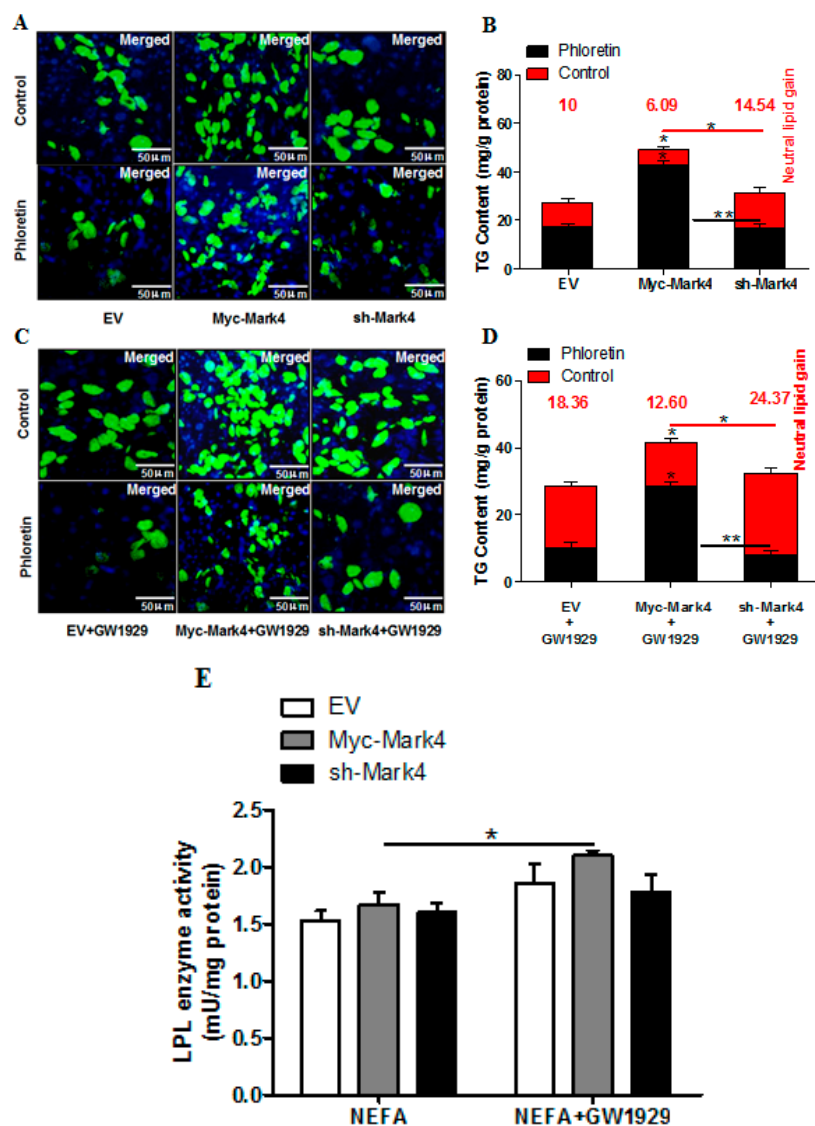 A
Merged
Merged
Merged
Control
50μm
50μm
50μm
Merged
Merged
Merged
Phloretin
50μm
50μm
50μm
EV
Myc-Mark4
sh-Mark4
B
Phloretin
Control
80
60
40
20
0
TG Content (mg/g protein)
10
6.09
14.54
Neutral lipid gain
*
*
*
**
EV
Myc-Mark4
sh-Mark4
C
Merged
Merged
Merged
Control
50μm
50μm
50μm
Merged
Merged
Merged
Phloretin
50μm
50μm
50μm
EV+GW1929
Myc-Mark4+GW1929
sh-Mark4+GW1929
D
Phloretin
Control
60
40
20
0
TG Content (mg/g protein)
18.36
12.60
24.37
Neutral lipid gain
*
*
*
**
EV
+
GW1929
Myc-Mark4
+
GW1929
sh-Mark4
+
GW1929
E
EV
Myc-Mark4
sh-Mark4
2.5
2.0
1.5
1.0
0.5
0.0
LPL enzyme activity
(mU/mg protein)
*
NEFA
NEFA+GW1929